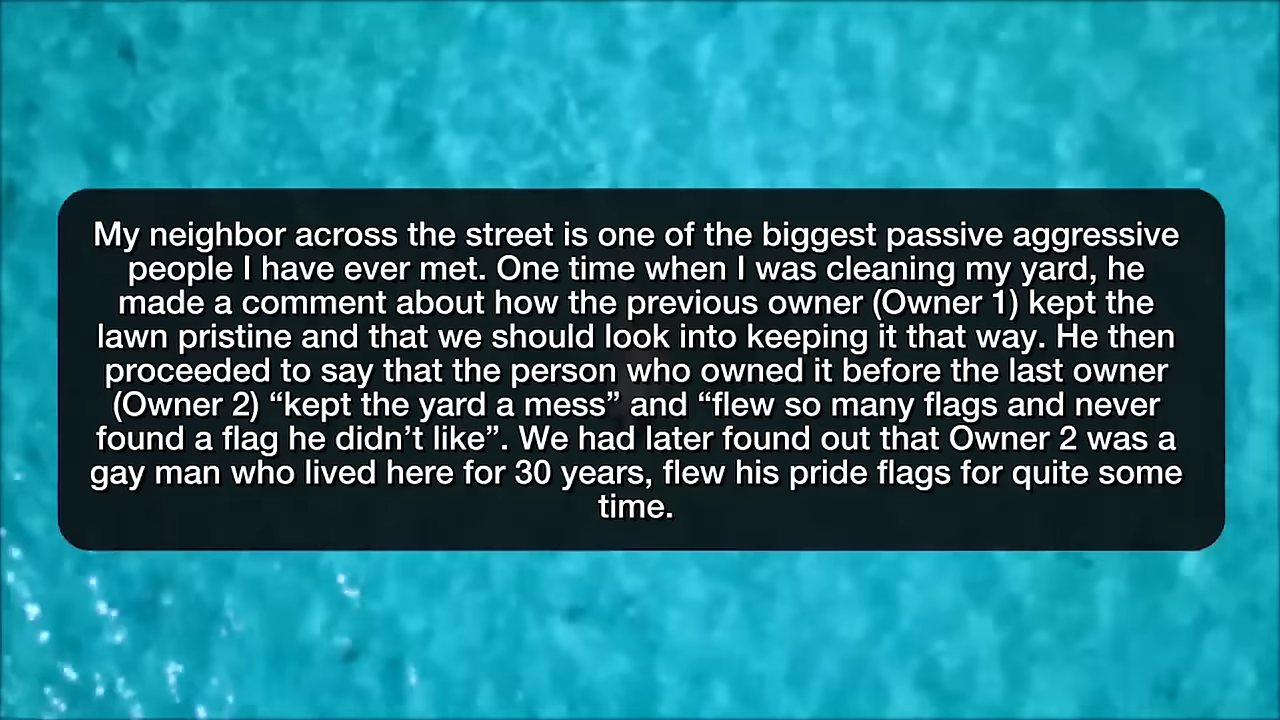 My neighbor across the street is one of the biggest passive aggressive
people I have ever met. One time when I was cleaning my yard, he
made a comment about how the previous owner (Owner 1) kept the
lawn pristine and that we should look into keeping it that way. He then
proceeded to say that the person who owned it before the last owner
(Owner 2) “kept the yard a mess” and “flew so many flags and never
found a flag he didn’t like”. We had later found out that Owner 2 was a
gay man who lived here for 30 years, flew his pride flags for quite some
time.